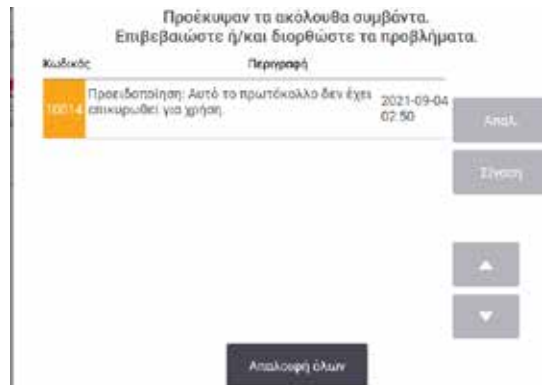 Προέκυψαν τα ακόλουθα συμβάντα.
Επιβεβαιώστε ή/και διορθώστε τα προβλήματα.
Κωδικός Περιγραφή
Προειδοποίηση: Αυτό το πρωτόκολλο δεν έχει
επικυρωθεί για χρήση.
10014
2021-09-04
02:50
Απαλ.
Σίγαση
Απαλοιφή όλων